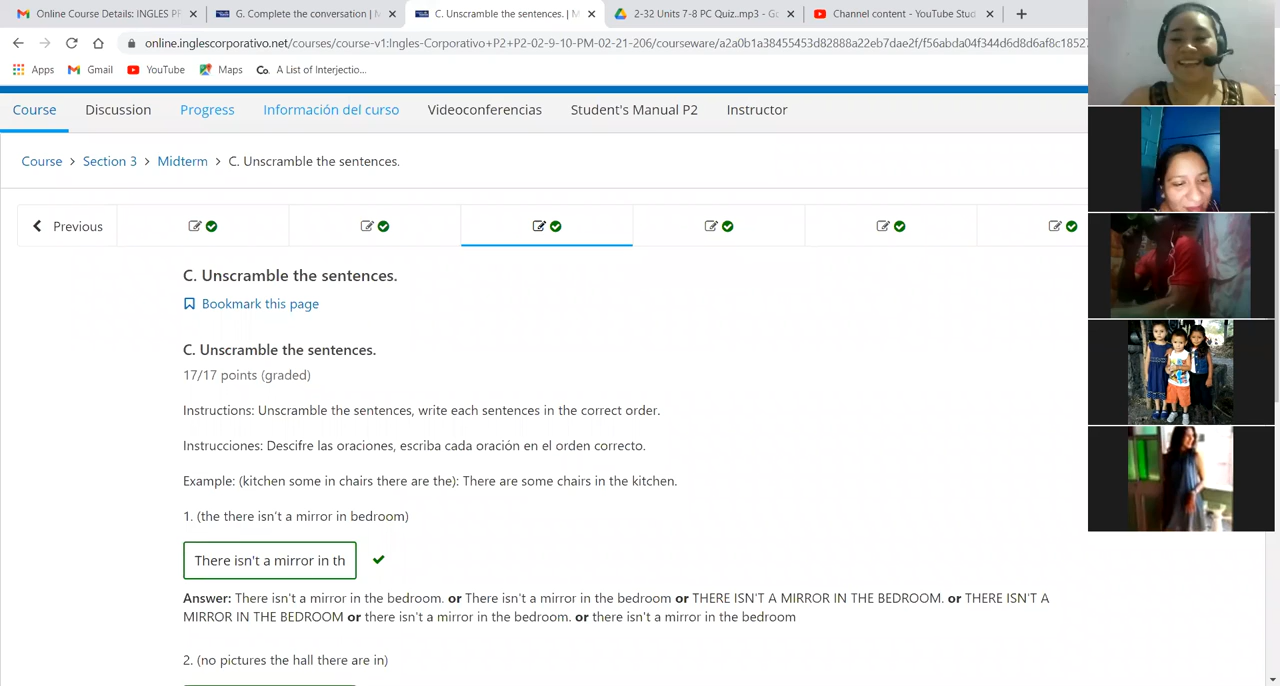 Online Course Details: INGLES PF
G. Complete the conversation | M
C. Unscramble the sentences. | M
2-32 Units 7-8 PC Quiz..mp3 - Go
Channel content - YouTube Stud
online.inglescorporativo.net/courses/course-v1:Ingles-Corporativo+P2+P2-02-9-10-PM-02-21-206/courseware/a2a0b1a38455453d82888a22eb7dae2f/f56abda04f344d6d8d6af8c18527
Apps Gmail YouTube Maps Co. A List of Interjectio...
Course Discussion Progress Información del curso Videoconferencias Student's Manual P2 Instructor
Course > Section 3 > Midterm > C. Unscramble the sentences.
Previous
C. Unscramble the sentences.
Bookmark this page
C. Unscramble the sentences.
17/17 points (graded)
Instructions: Unscramble the sentences, write each sentences in the correct order.
Instrucciones: Descifre las oraciones, escriba cada oración en el orden correcto.
Example: (kitchen some in chairs there are the): There are some chairs in the kitchen.
1. (the there isn't a mirror in bedroom)
There isn't a mirror in th
Answer: There isn't a mirror in the bedroom. or There isn't a mirror in the bedroom or THERE ISN'T A MIRROR IN THE BEDROOM. or THERE ISN'T A
MIRROR IN THE BEDROOM or there isn't a mirror in the bedroom. or there isn't a mirror in the bedroom
2. (no pictures the hall there are in)